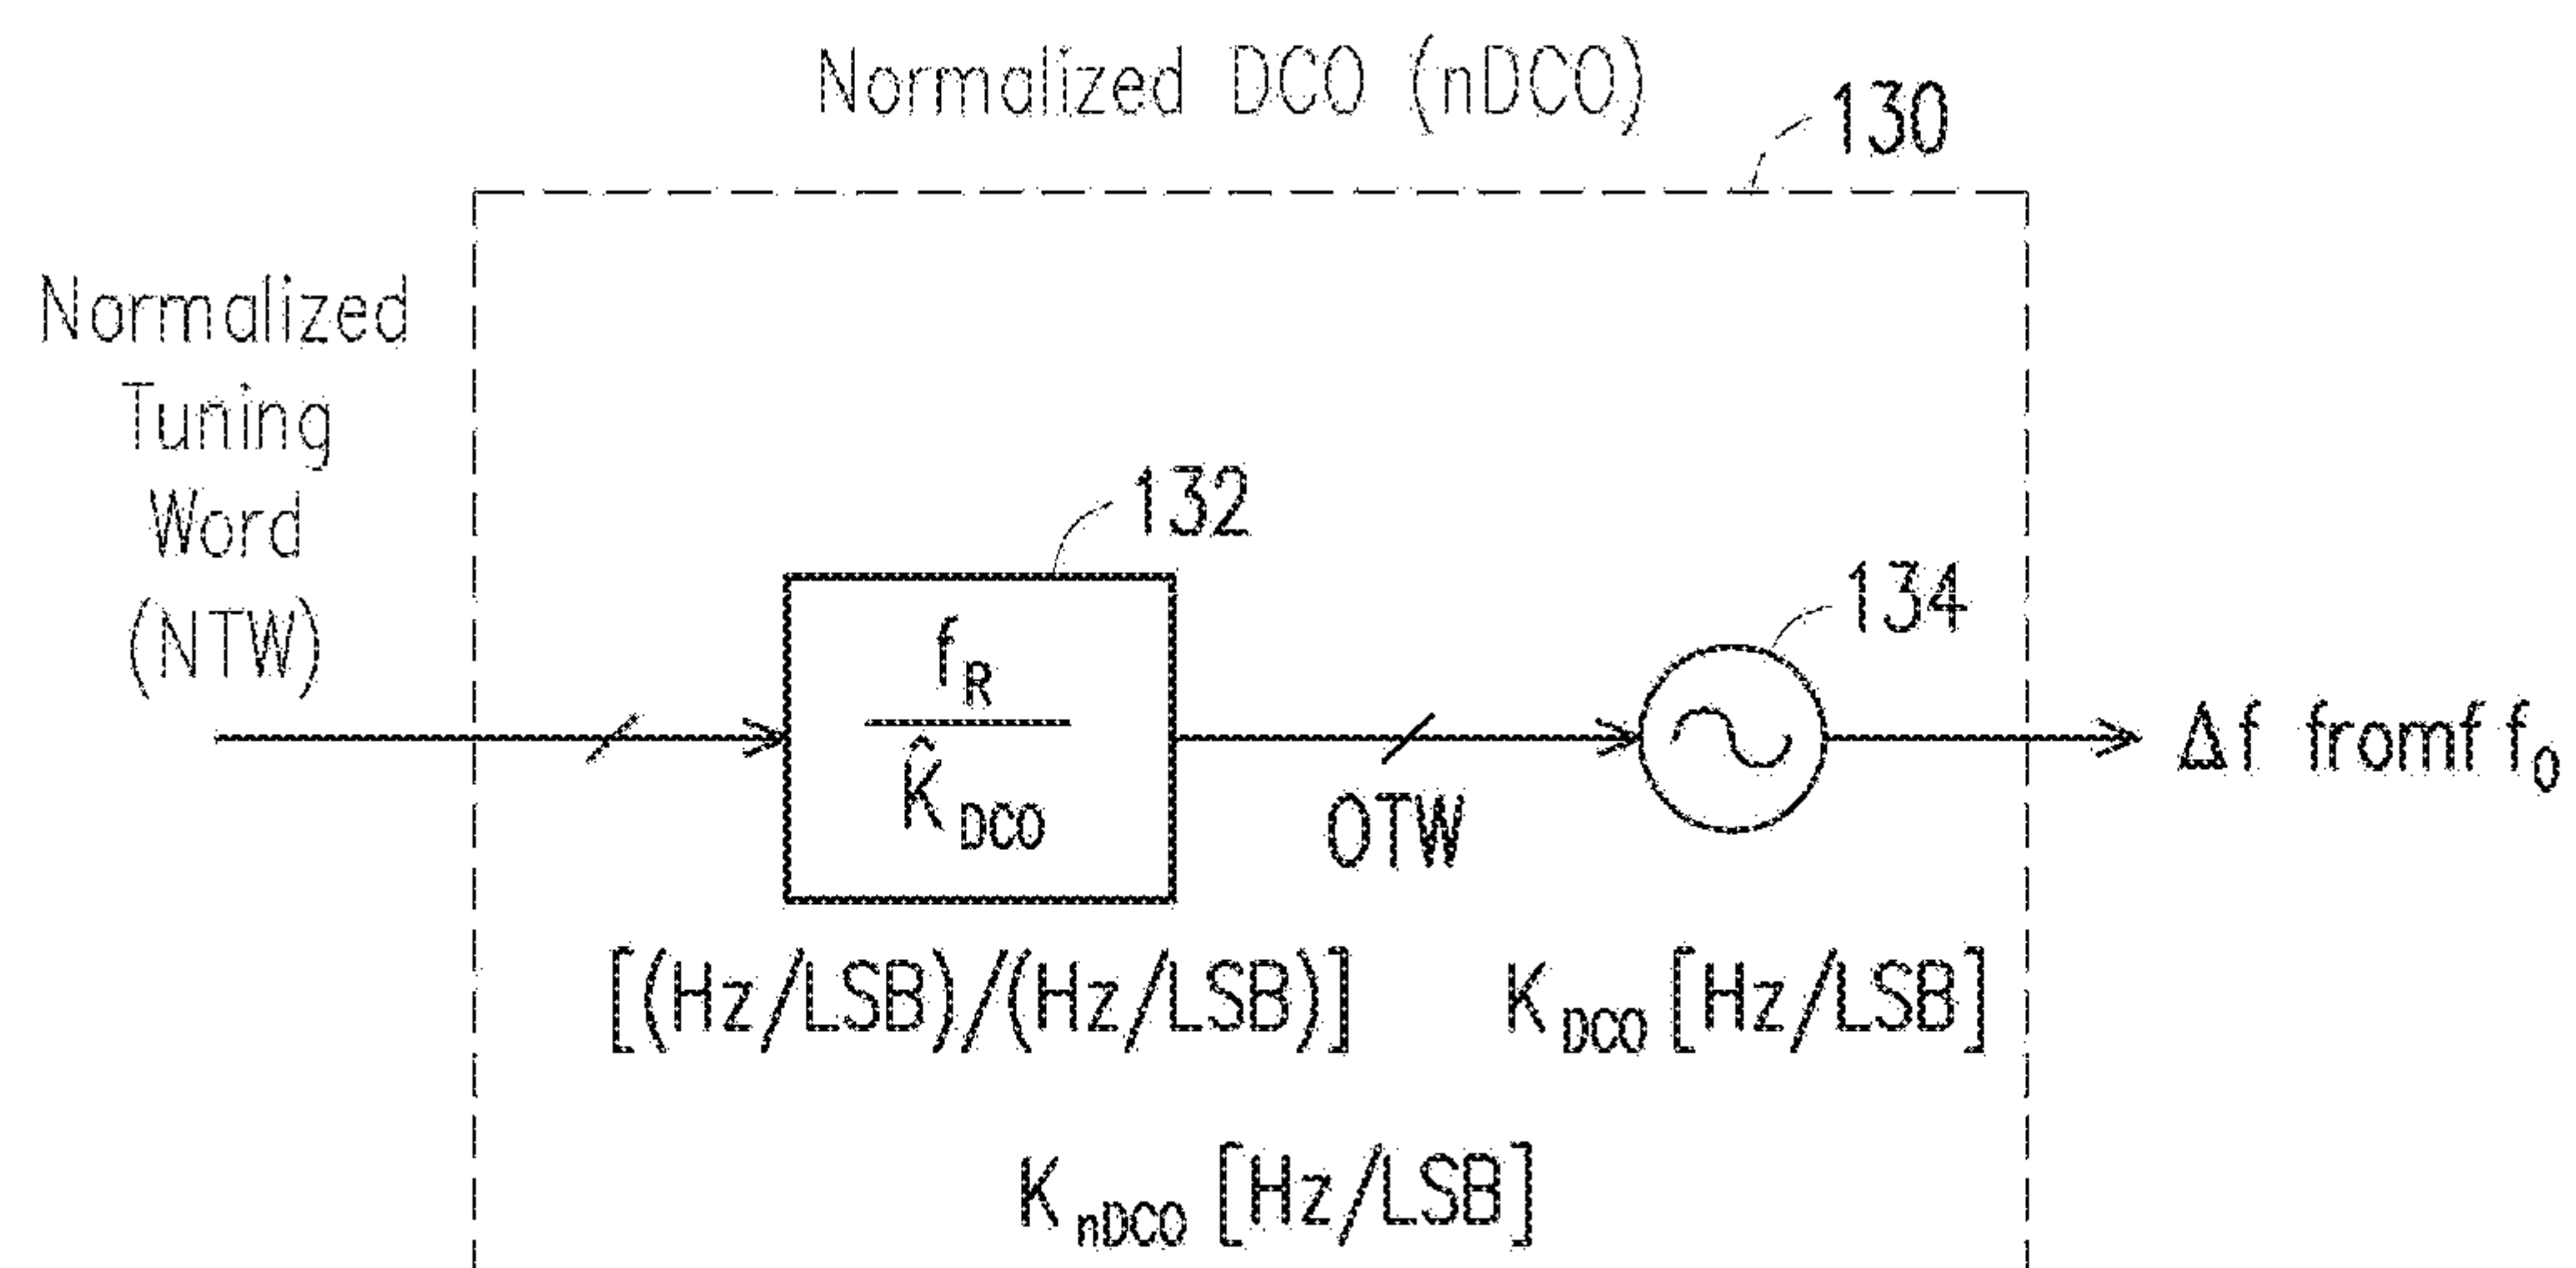 Normalized DCO (nDCO)
130
Normalized
Tuning
Word
(NTW)
132
f_R
K̂_DCO
134
OTW
Δf fromf f_0
[(Hz/LSB)/(Hz/LSB)]
K_DCO [Hz/LSB]
K_nDCO [Hz/LSB]